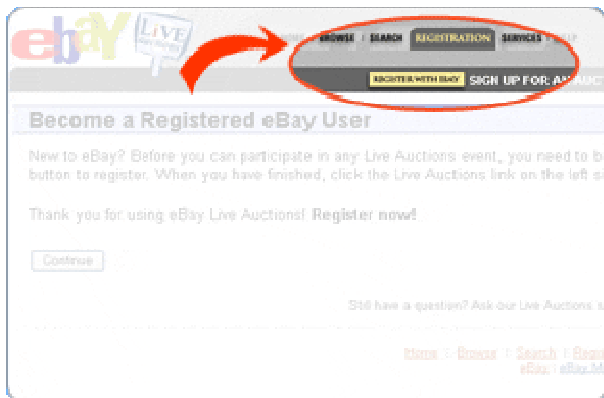 ebaY LiVE
BROWSE | SEARCH REGISTRATION SERVICES
REGISTER WITH EBAY SIGN UP FOR AN AUC
Become a Registered eBay User
New to eBay? Before you can participate in any Live Auctions event, you need to b
button to register. When you have finished, click the Live Auctions link on the left si
Thank you for using eBay Live Auctions! Register now!
Continue
Still have a question? Ask our Live Auctions s
Home | Browse | Search | Regi
eBay | eBay M